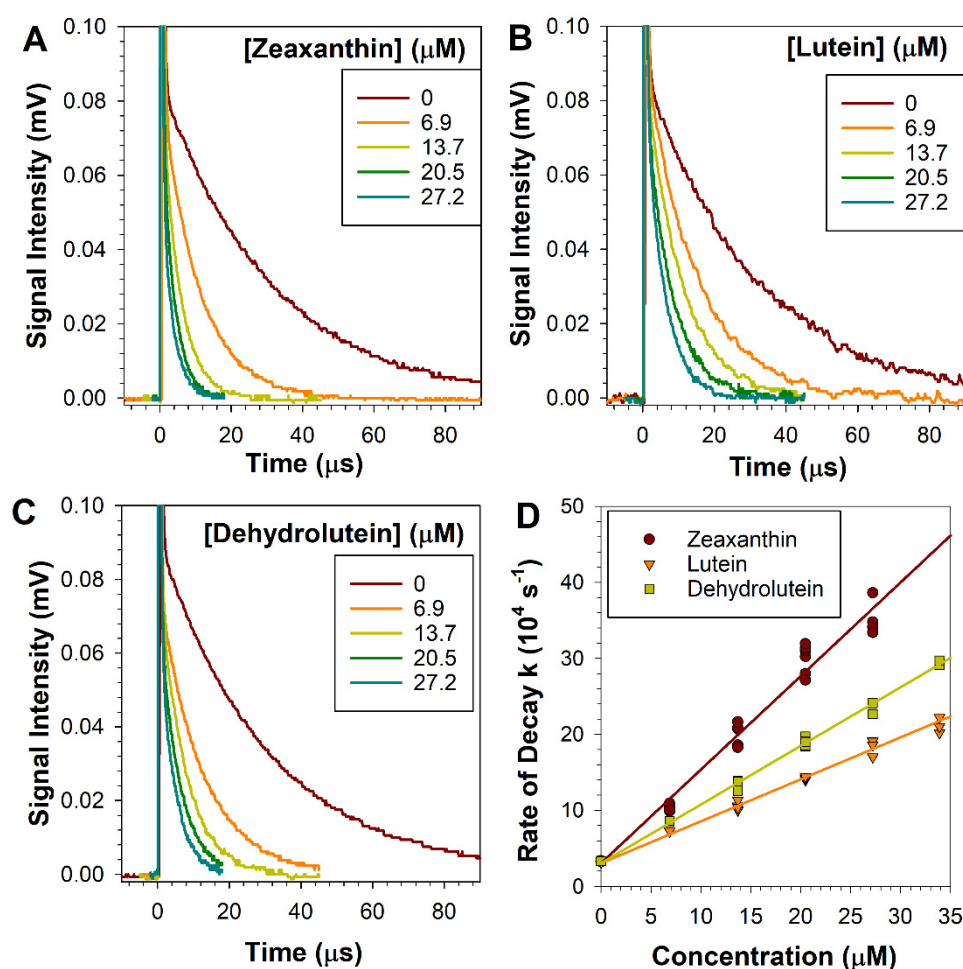 A
[Zeaxanthin] (μM)
0
6.9
13.7
20.5
27.2
Signal Intensity (mV)
0.10
0.08
0.06
0.04
0.02
0.00
0 20 40 60 80
Time (μs)
B
[Lutein] (μM)
0
6.9
13.7
20.5
27.2
Signal Intensity (mV)
0.10
0.08
0.06
0.04
0.02
0.00
0 20 40 60 80
Time (μs)
C
[Dehydrolutein] (μM)
0
6.9
13.7
20.5
27.2
Signal Intensity (mV)
0.10
0.08
0.06
0.04
0.02
0.00
0 20 40 60 80
Time (μs)
D
Zeaxanthin
Lutein
Dehydrolutein
Rate of Decay k (10⁴ s⁻¹)
50
40
30
20
10
0
0 5 10 15 20 25 30 35
Concentration (μM)